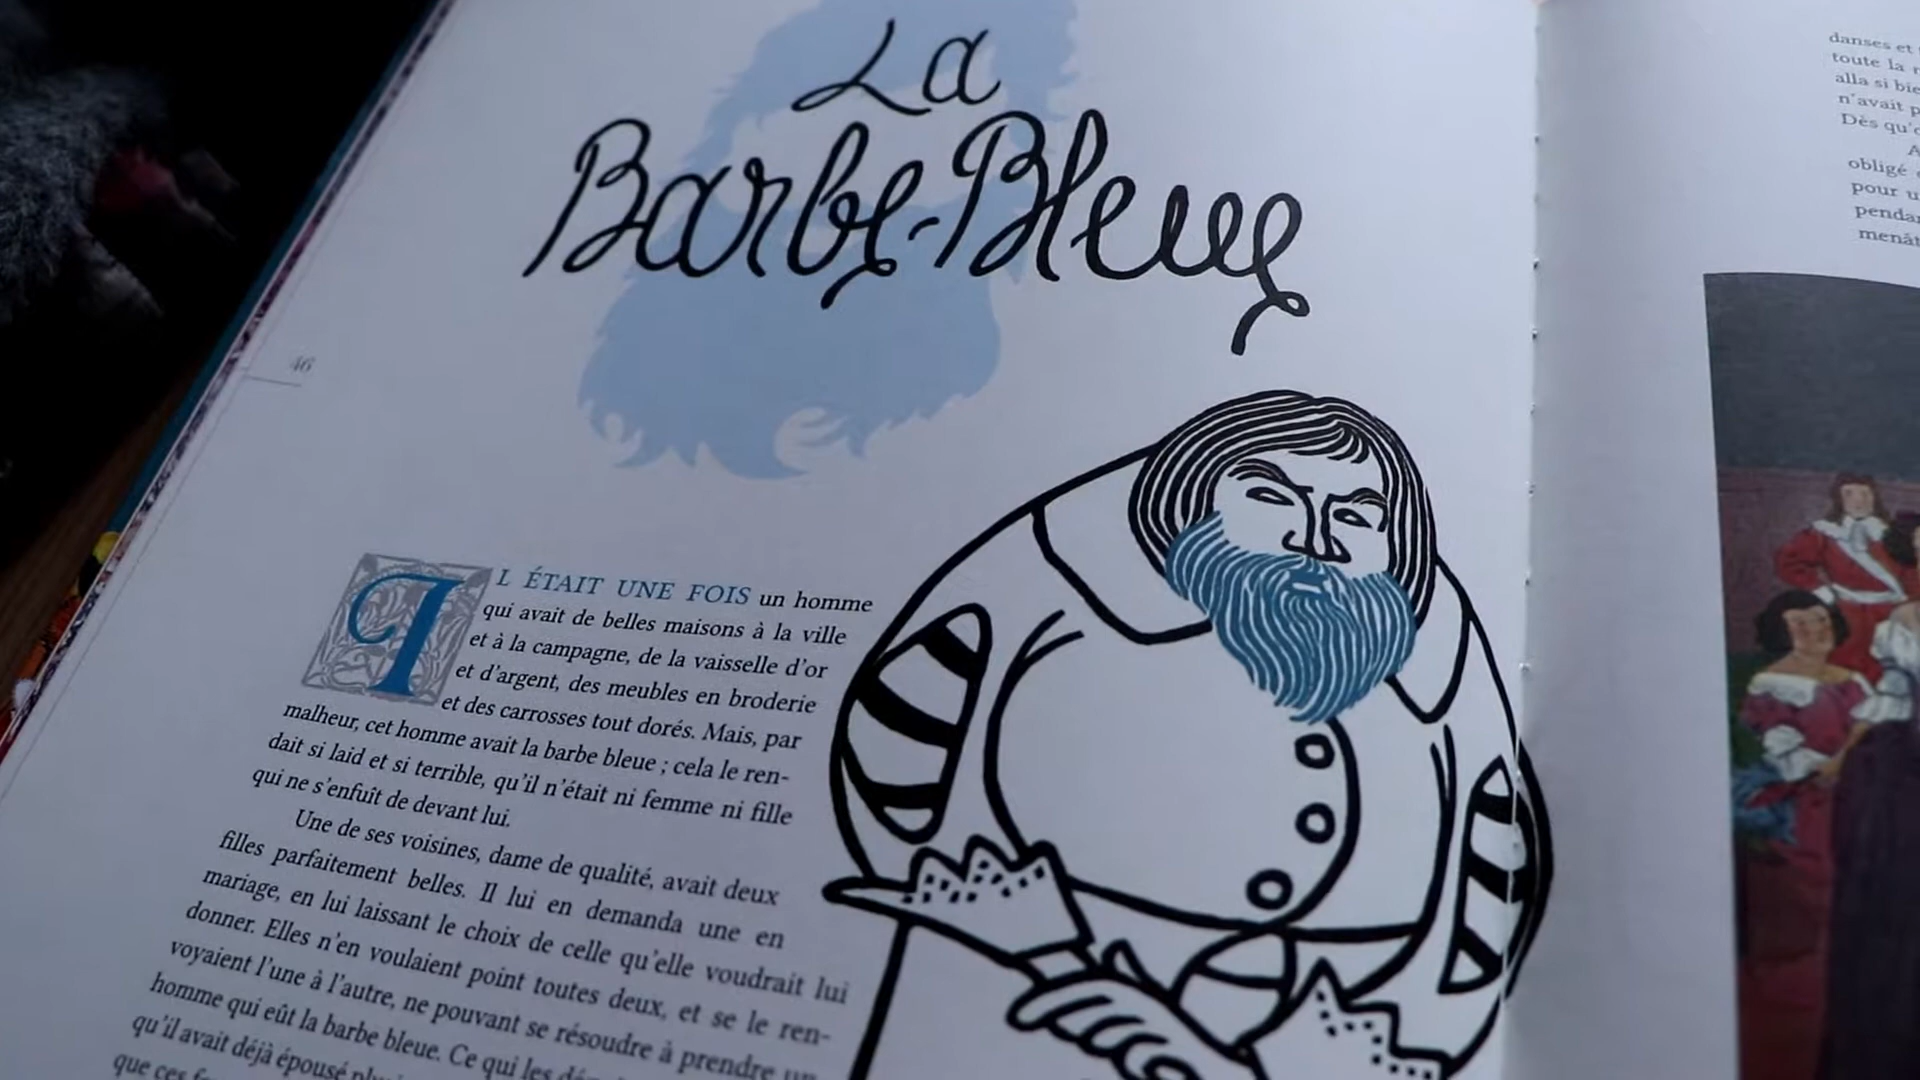 La
Barbe-Bleue
46
IL ÉTAIT UNE FOIS un homme
qui avait de belles maisons à la ville
et à la campagne, de la vaisselle d'or
et d'argent, des meubles en broderie
et des carrosses tout dorés. Mais, par
malheur, cet homme avait la barbe bleue ; cela le ren-
dait si laid et si terrible, qu'il n'était ni femme ni fille
qui ne s'enfuît de devant lui.
Une de ses voisines, dame de qualité, avait deux
filles parfaitement belles. Il lui en demanda une en
mariage, en lui laissant le choix de celle qu'elle voudrait lui
donner. Elles n'en voulaient point toutes deux, et se le ren-
voyaient l'une à l'autre, ne pouvant se résoudre à prendre un
homme qui eût la barbe bleue. Ce qui les
qu'il avait déjà épousé
que ces
danses et
toute la
alla si
n'avait
Dès
obligé
pour